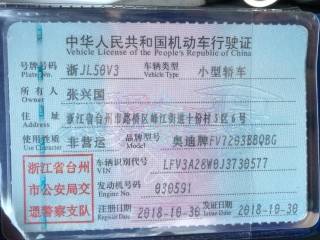 中华人民共和国机动车行驶证
Vehicle License of the People's Republic of China
号牌号码 浙JL50V3 车辆类型 小型轿车
Plate No. Vehicle Type
所有人 张兴国
Owner
住址 浙江省台州市路桥区峰江街道十份村3区6号
Address
使用性质 非营运 品牌型号 奥迪牌FV7203BBQBG
Use Character Model
浙江省台州市公安局交通警察支队
车辆识别代号 LFV3A28W0J3730577
VIN
发动机号码 030591
Engine No.
注册日期 2018-10-30 发证日期 2018-10-30
Register Date Issue Date